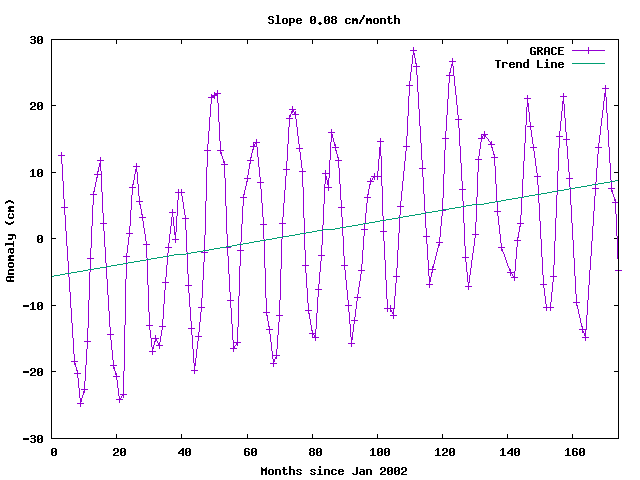 Slope 0.08 cm/month
GRACE
Trend Line
30
20
10
0
-10
-20
-30
Anomaly (cm)
0 20 40 60 80 100 120 140 160
Months since Jan 2002